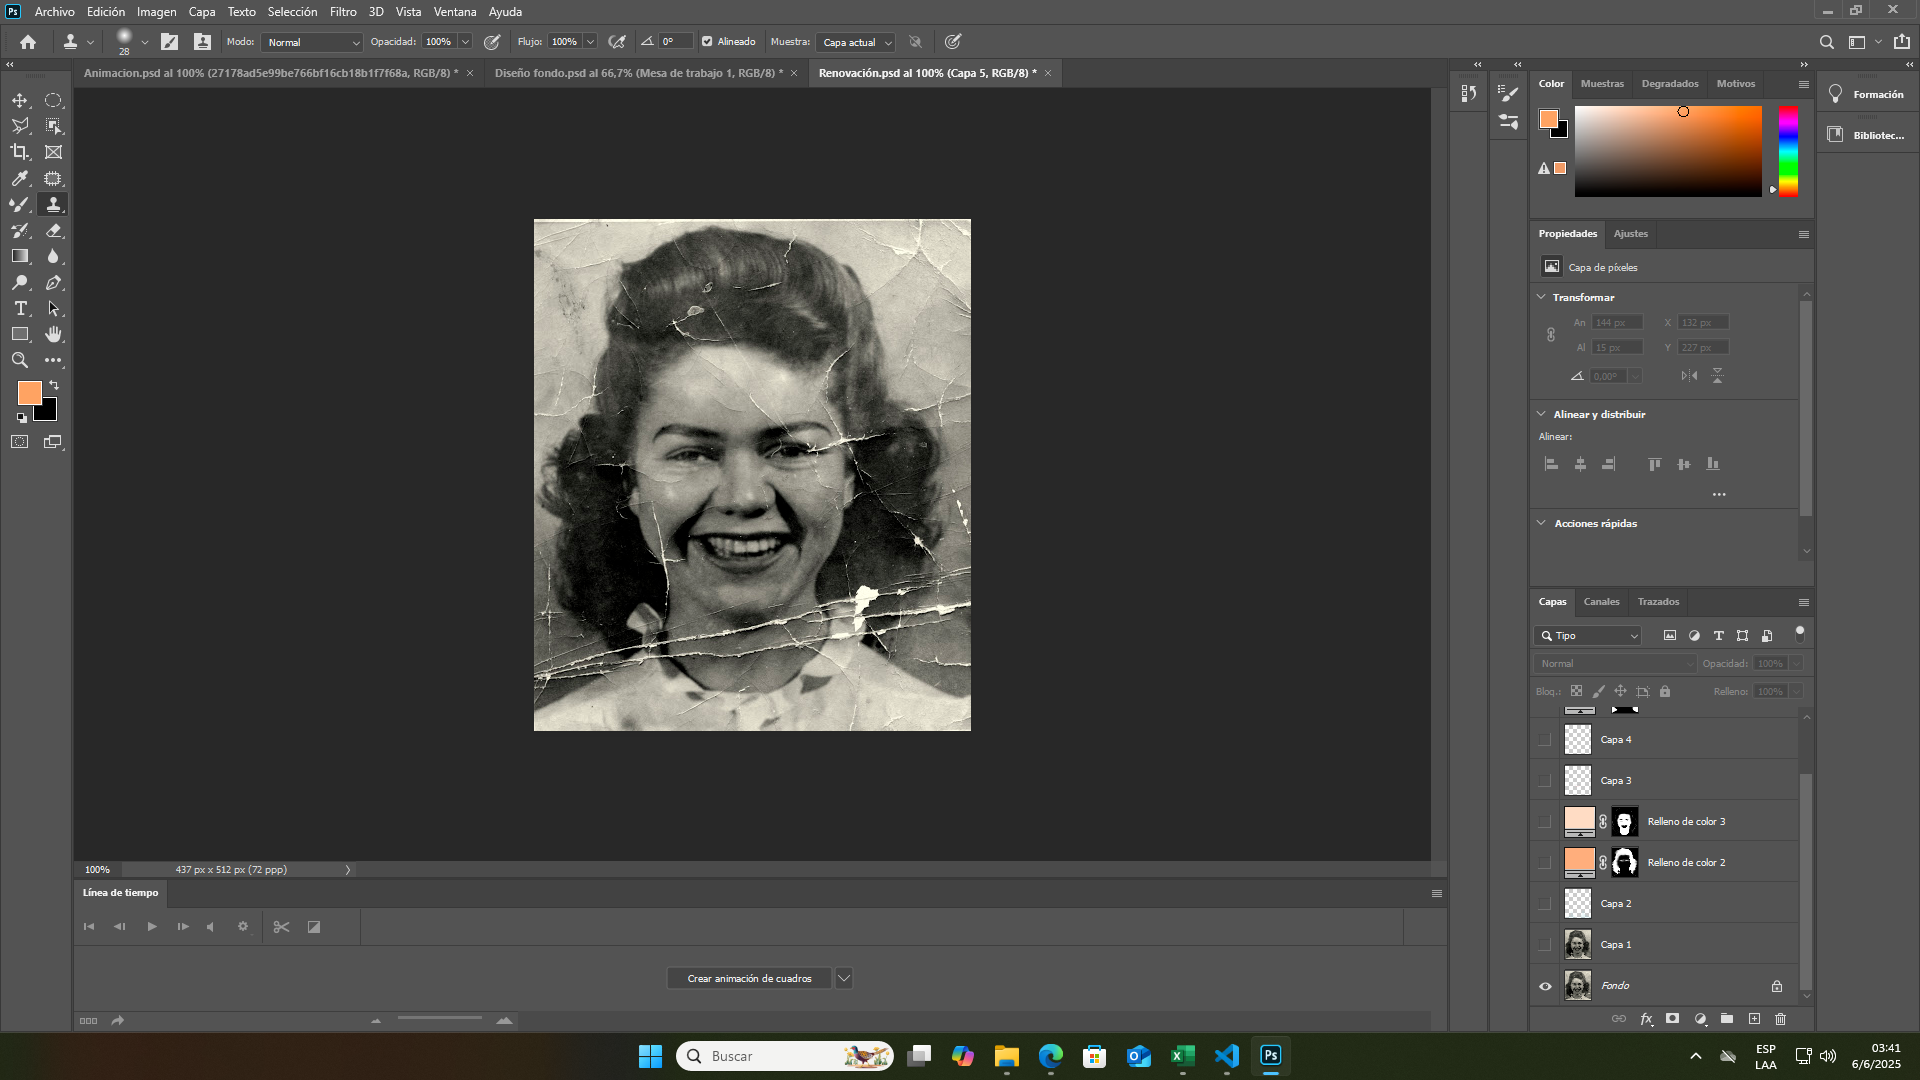 Ps Archivo Edición Imagen Capa Texto Selección Filtro 3D Vista Ventana Ayuda
28 Modo: Normal Opacidad: 100% Flujo: 100% 0° Alineado Muestra: Capa actual
Animacion.psd al 100% (27178ad5e99be766bf16cb18b1f7f68a, RGB/8) * Diseño fondo.psd al 66,7% (Mesa de trabajo 1, RGB/8) * Renovación.psd al 100% (Capa 5, RGB/8) *
Color Muestras Degradados Motivos
Formación
Bibliotec...
Propiedades Ajustes
Capa de píxeles
Transformar
An 144 px X 132 px
Al 15 px Y 227 px
0,00°
Alinear y distribuir
Alinear:
Acciones rápidas
Capas Canales Trazados
Tipo
Normal Opacidad: 100%
Bloq.: Relleno: 100%
Capa 4
Capa 3
Relleno de color 3
Relleno de color 2
Capa 2
Capa 1
Fondo
fx
100% 437 px x 512 px (72 ppp)
Línea de tiempo
Crear animación de cuadros
Buscar
Ps
ESP
LAA
03:41
6/6/2025